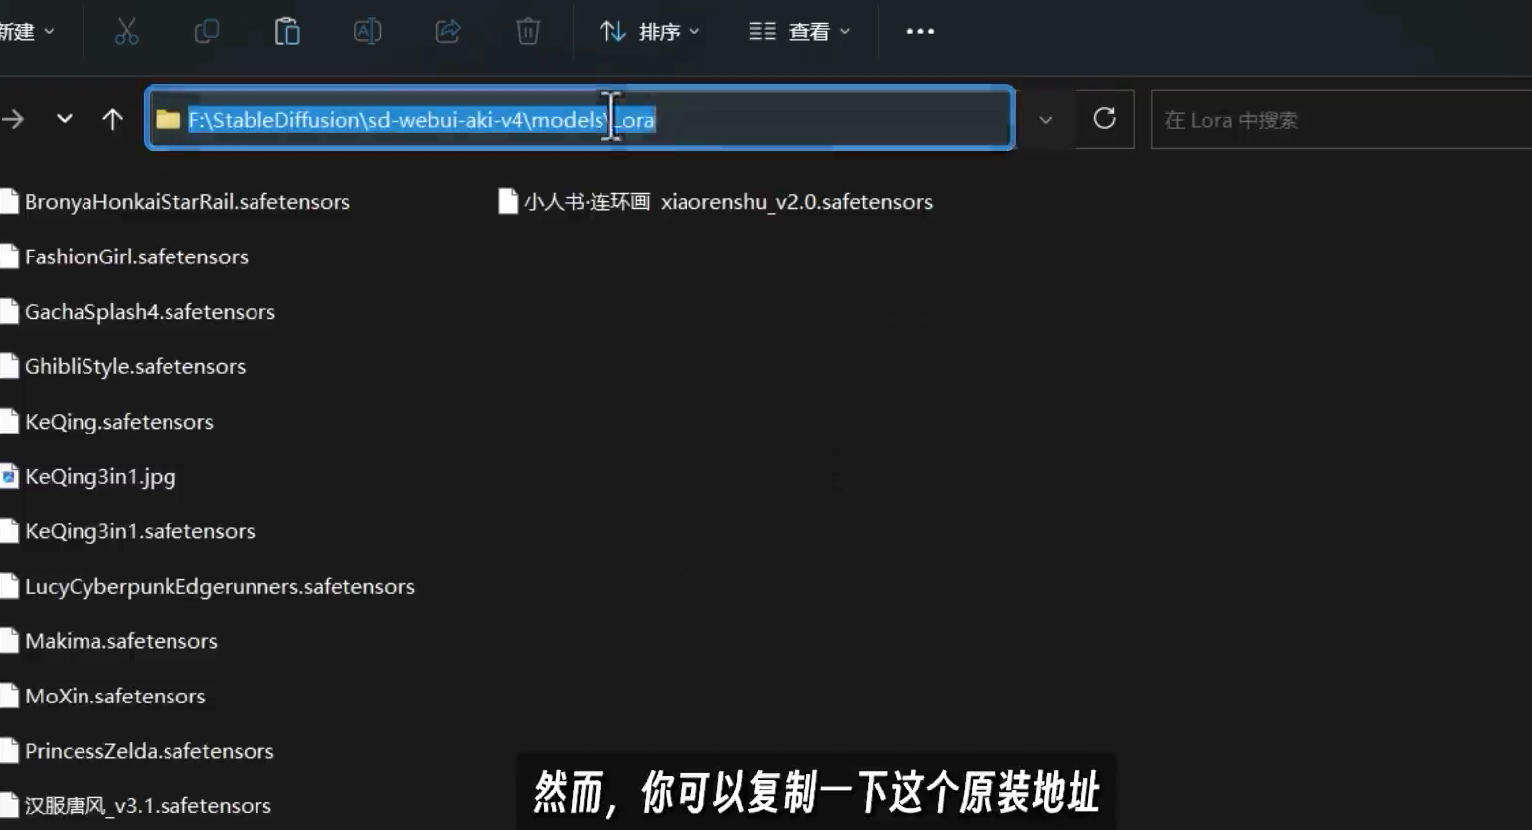 新建
排序
查看
F:\StableDiffusion\sd-webui-aki-v4\models\Lora
在 Lora 中搜索
BronyaHonkaiStarRail.safetensors
小人书·连环画 xiaorenshu_v2.0.safetensors
FashionGirl.safetensors
GachaSplash4.safetensors
GhibliStyle.safetensors
KeQing.safetensors
KeQing3in1.jpg
KeQing3in1.safetensors
LucyCyberpunkEdgerunners.safetensors
Makima.safetensors
MoXin.safetensors
PrincessZelda.safetensors
汉服唐风_v3.1.safetensors
然而，你可以复制一下这个原装地址